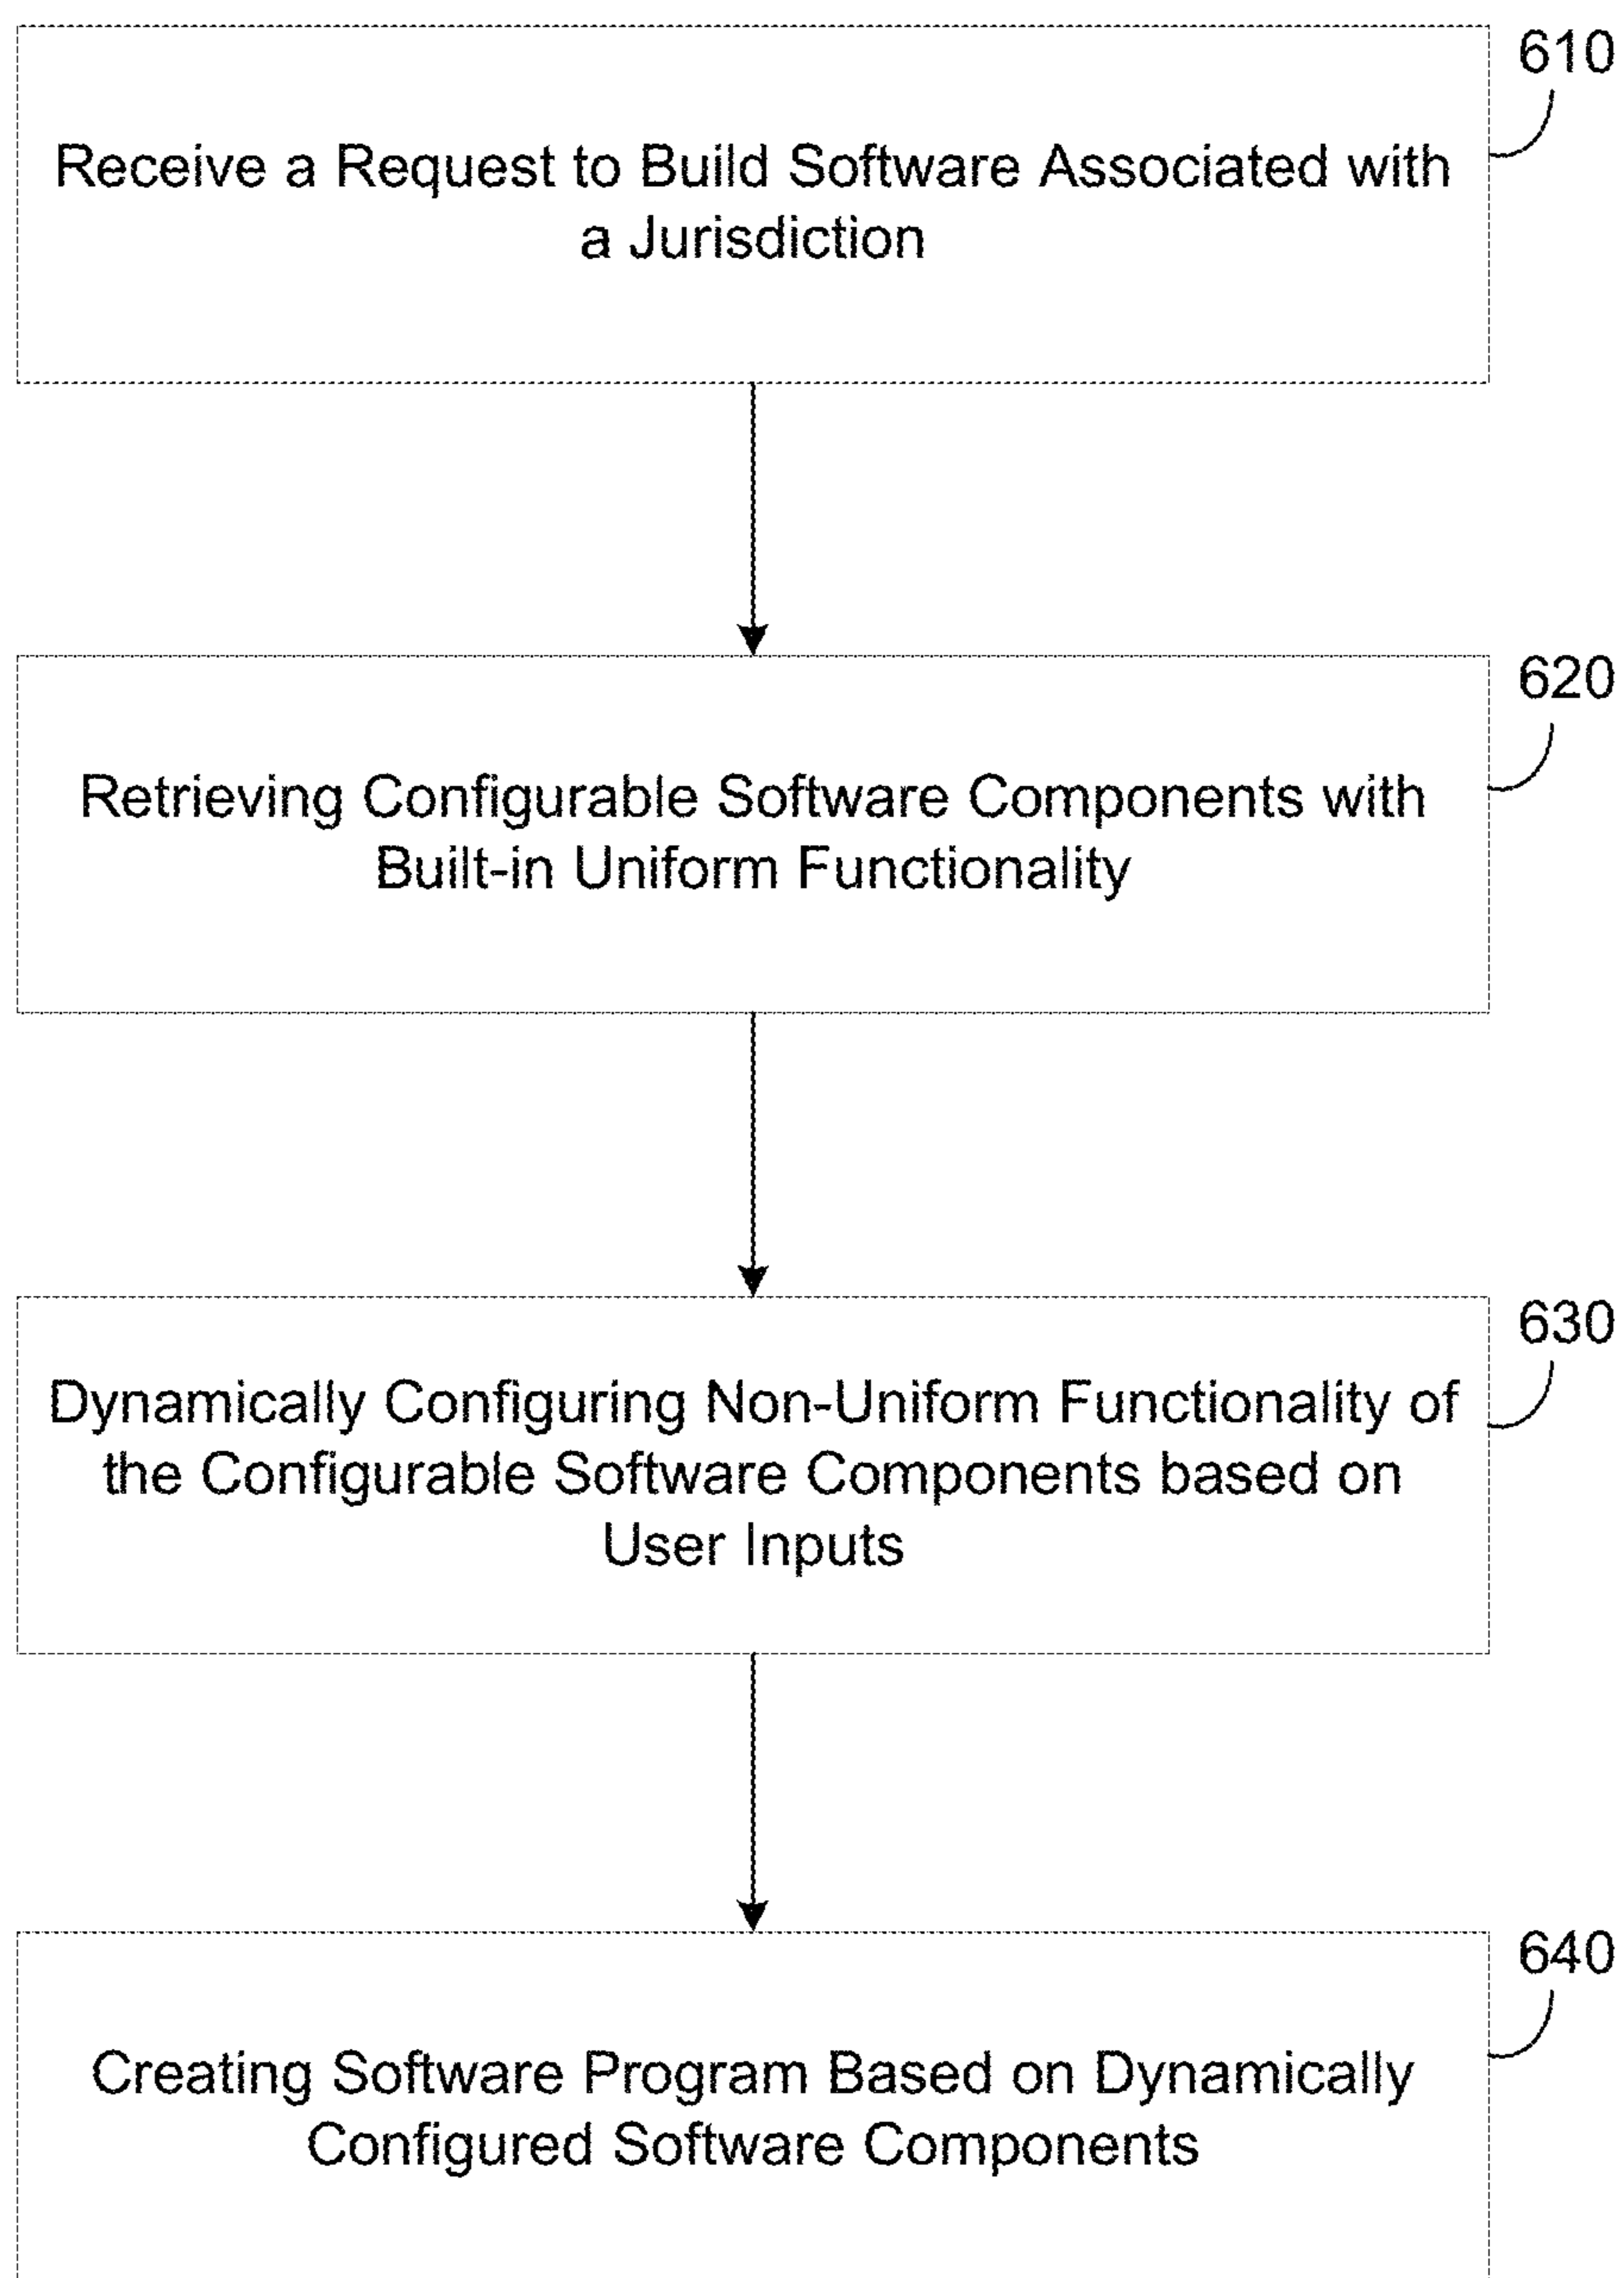 610
Receive a Request to Build Software Associated with
a Jurisdiction
620
Retrieving Configurable Software Components with
Built-in Uniform Functionality
630
Dynamically Configuring Non-Uniform Functionality of
the Configurable Software Components based on
User Inputs
640
Creating Software Program Based on Dynamically
Configured Software Components